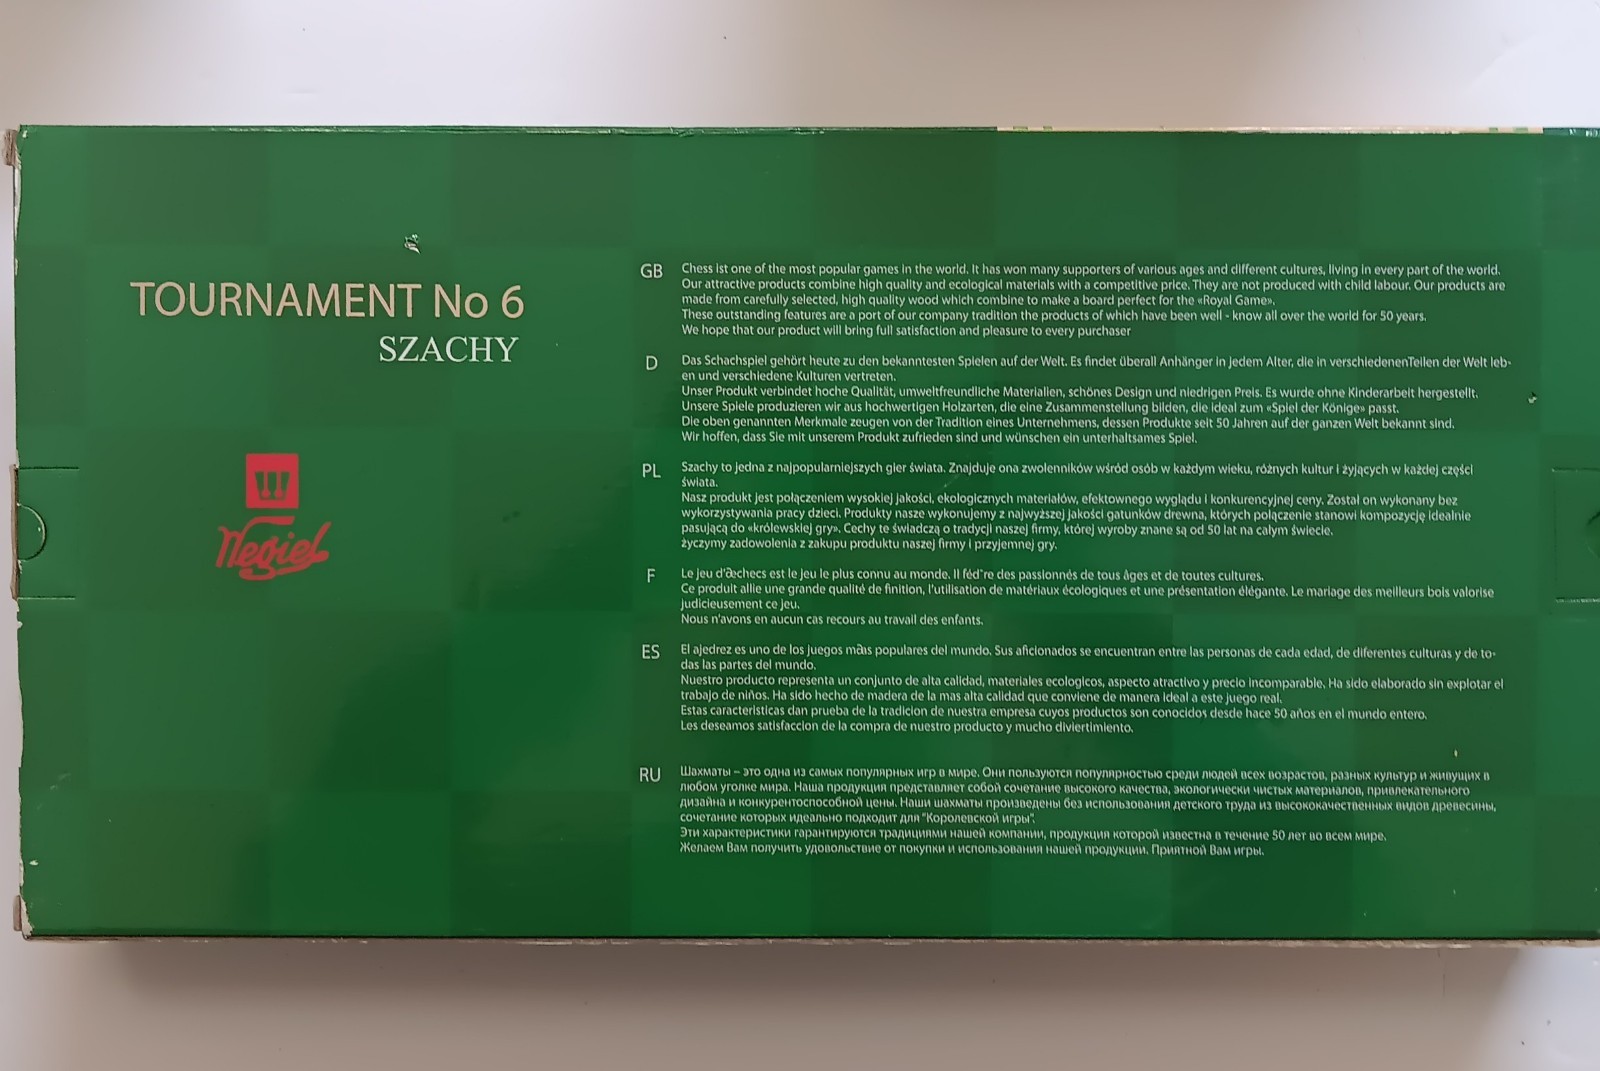 TOURNAMENT No 6
SZACHY
Wegiel
GB
Chess ist one of the most popular games in the world. It has won many supporters of various ages and different cultures, living in every part of the world.
Our attractive products combine high quality and ecological materials with a competitive price. They are not produced with child labour. Our products are
made from carefully selected, high quality wood which combine to make a board perfect for the «Royal Game».
These outstanding features are a part of our company tradition the products of which have been well - know all over the world for 50 years.
We hope that our product will bring full satisfaction and pleasure to every purchaser
D
Das Schachspiel gehört heute zu den bekanntesten Spielen auf der Welt. Es findet überall Anhänger in jedem Alter, die in verschiedenenTeilen der Welt leb-
en und verschiedene Kulturen vertreten.
Unser Produkt verbindet hoche Qualität, umweltfreundliche Materialien, schönes Design und niedrigen Preis. Es wurde ohne Kinderarbeit hergestellt.
Unsere Spiele produzieren wir aus hochwertigen Holzarten, die eine Zusammenstellung bilden, die ideal zum «Spiel der Könige» passt.
Die oben genannten Merkmale zeugen von der Tradition eines Unternehmens, dessen Produkte seit 50 Jahren auf der ganzen Welt bekannt sind.
Wir hoffen, dass Sie mit unserem Produkt zufrieden sind und wünschen ein unterhaltsames Spiel.
PL
Szachy to jedna z najpopularniejszych gier świata. Znajduje ona zwolenników wśród osób w każdym wieku, różnych kultur i żyjących w każdej części
świata.
Nasz produkt jest połączeniem wysokiej jakości, ekologicznych materiałów, efektownego wyglądu i konkurencyjnej ceny. Został on wykonany bez
wykorzystywania pracy dzieci. Produkty nasze wykonujemy z najwyższej jakości gatunków drewna, których połączenie stanowi kompozycję idealnie
pasującą do «królewskiej gry». Cechy te świadczą o tradycji naszej firmy, której wyroby znane są od 50 lat na całym świecie.
życzymy zadowolenia z zakupu produktu naszej firmy i przyjemnej gry.
F
Le jeu d'æchecs est le jeu le plus connu au monde. Il féd˜re des passionnés de tous âges et de toutes cultures.
Ce produit allie une grande qualité de finition, l'utilisation de matériaux écologiques et une présentation élégante. Le mariage des meilleurs bois valorise
judicieusement ce jeu.
Nous n'avons en aucun cas recours au travail des enfants.
ES
El ajedrez es uno de los juegos màıs populares del mundo. Sus aficionados se encuentran entre las personas de cada edad, de diferentes culturas y de to-
das las partes del mundo.
Nuestro producto representa un conjunto de alta calidad, materiales ecologicos, aspecto atractivo y precio incomparable. Ha sido elaborado sin explotar el
trabajo de niños. Ha sido hecho de madera de la mas alta calidad que conviene de manera ideal a este juego real.
Estas caracteristicas dan prueba de la tradicion de nuestra empresa cuyos productos son conocidos desde hace 50 años en el mundo entero.
Les deseamos satisfaccion de la compra de nuestro producto y mucho diviertimiento.
RU
Шахматы – это одна из самых популярных игр в мире. Они пользуются популярностью среди людей всех возрастов, разных культур и живущих в
любом уголке мира. Наша продукция представляет собой сочетание высокого качества, экологически чистых материалов, привлекательного
дизайна и конкурентоспособной цены. Наши шахматы произведены без использования детского труда из высококачественных видов древесины,
сочетание которых идеально подходит для "Королевской игры".
Эти характеристики гарантируются традициями нашей компании, продукция которой известна в течение 50 лет во всем мире.
Желаем Вам получить удовольствие от покупки и использования нашей продукции. Приятной Вам игры.